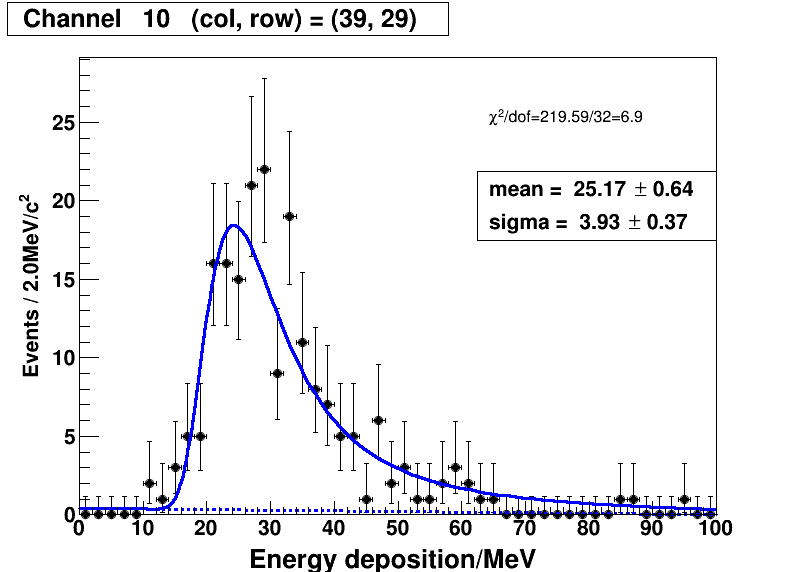 Channel 10 (col, row) = (39, 29)
χ²/dof=219.59/32=6.9
mean = 25.17 ± 0.64
sigma = 3.93 ± 0.37
Events / 2.0MeV/c²
25
20
15
10
5
0
0 10 20 30 40 50 60 70 80 90 100
Energy deposition/MeV